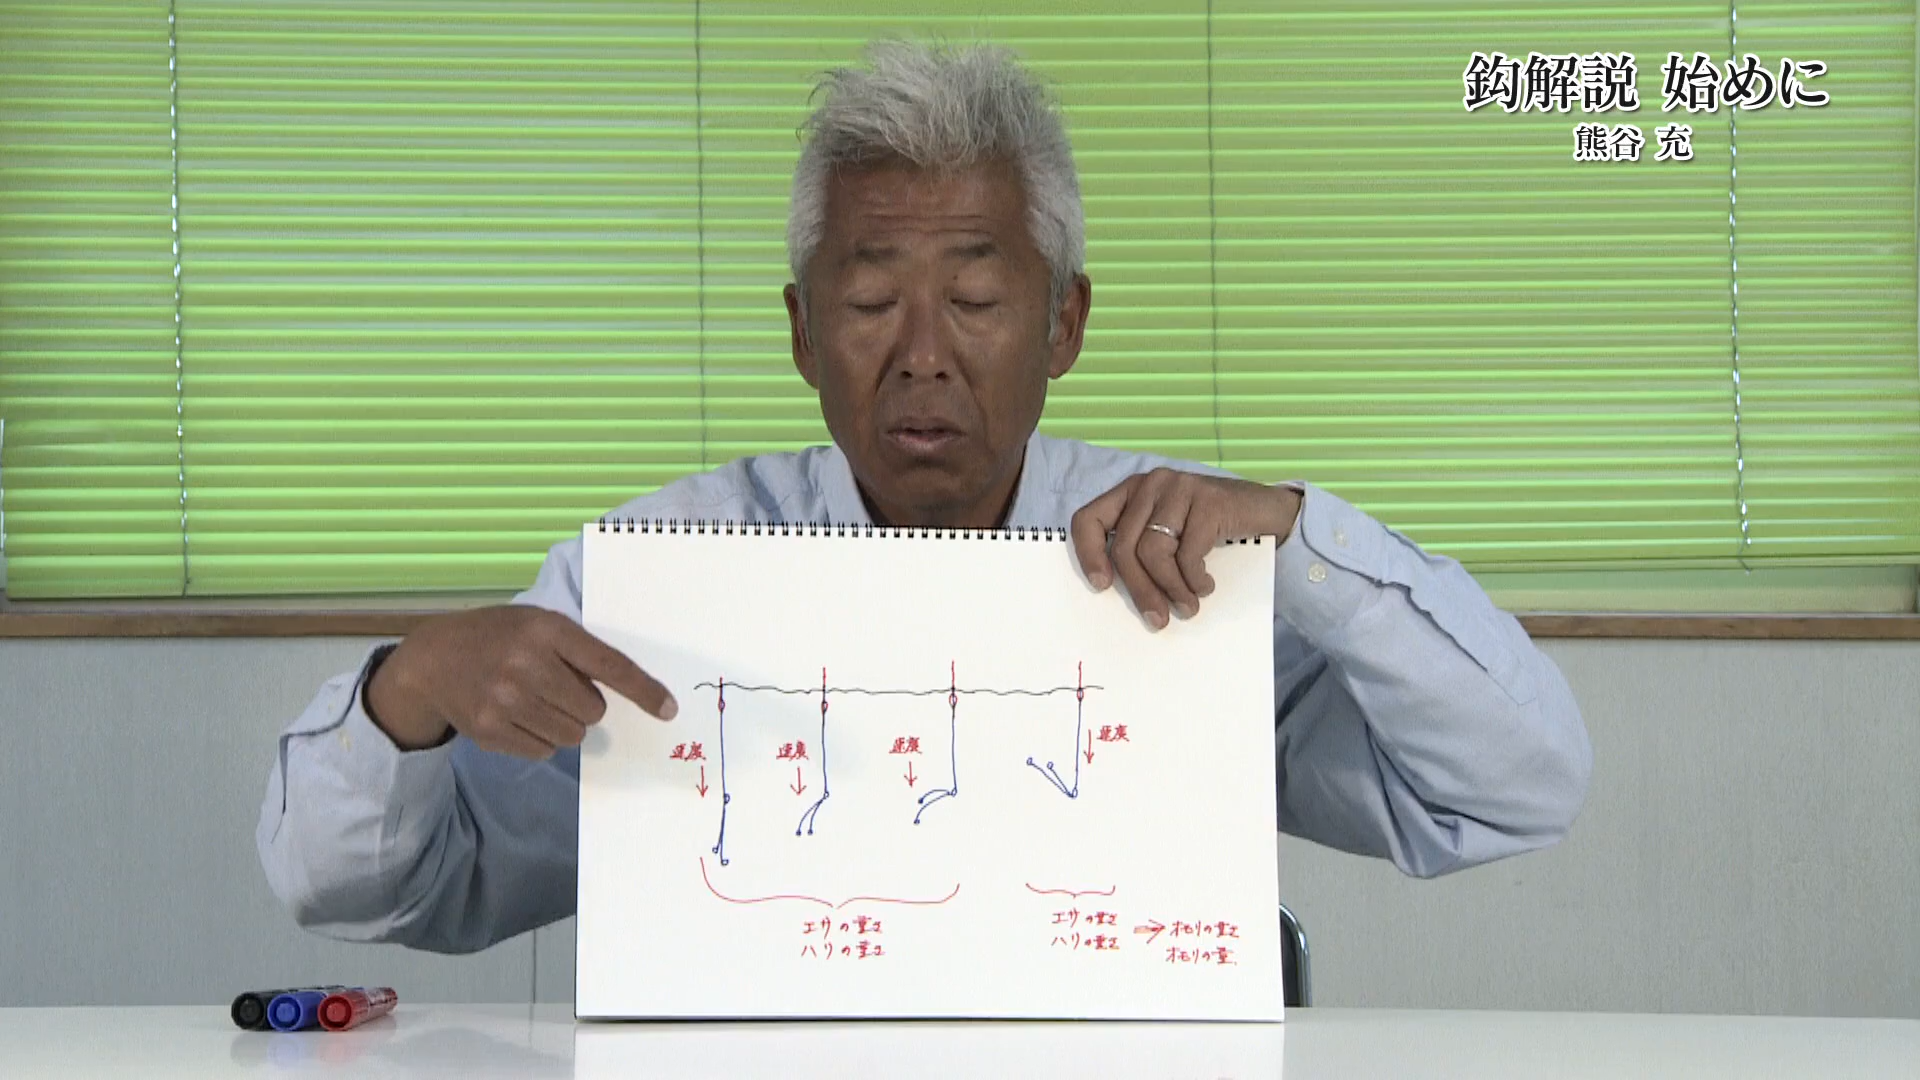 鈎解説 始めに
熊谷 充
速度
速度
速度
速度
エサの重さ
ハリの重さ
エサの重さ
ハリの重さ
→ オモリの重さ
オモリの量